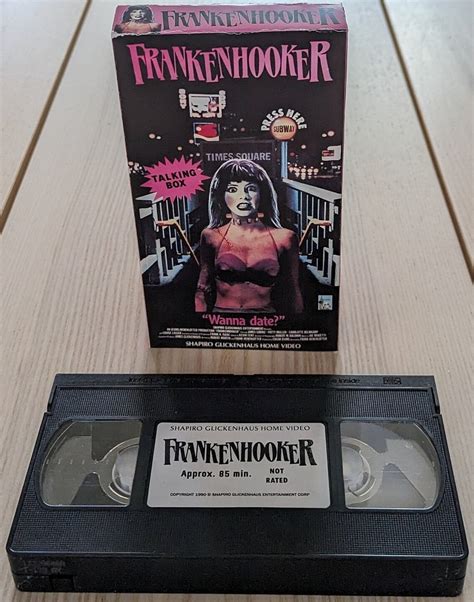 FRANKENHOOKER
FRANKENHOOKER
PRESS HERE
SUBWAY
TIMES SQUARE
TALKING
BOX
"Wanna date?"
SHAPIRO GLICKENHAUS HOME VIDEO
SHAPIRO GLICKENHAUS HOME VIDEO
FRANKENHOOKER
Approx. 85 min.
NOT
RATED
COPYRIGHT 1990 © SHAPIRO GLICKENHAUS ENTERTAINMENT CORP